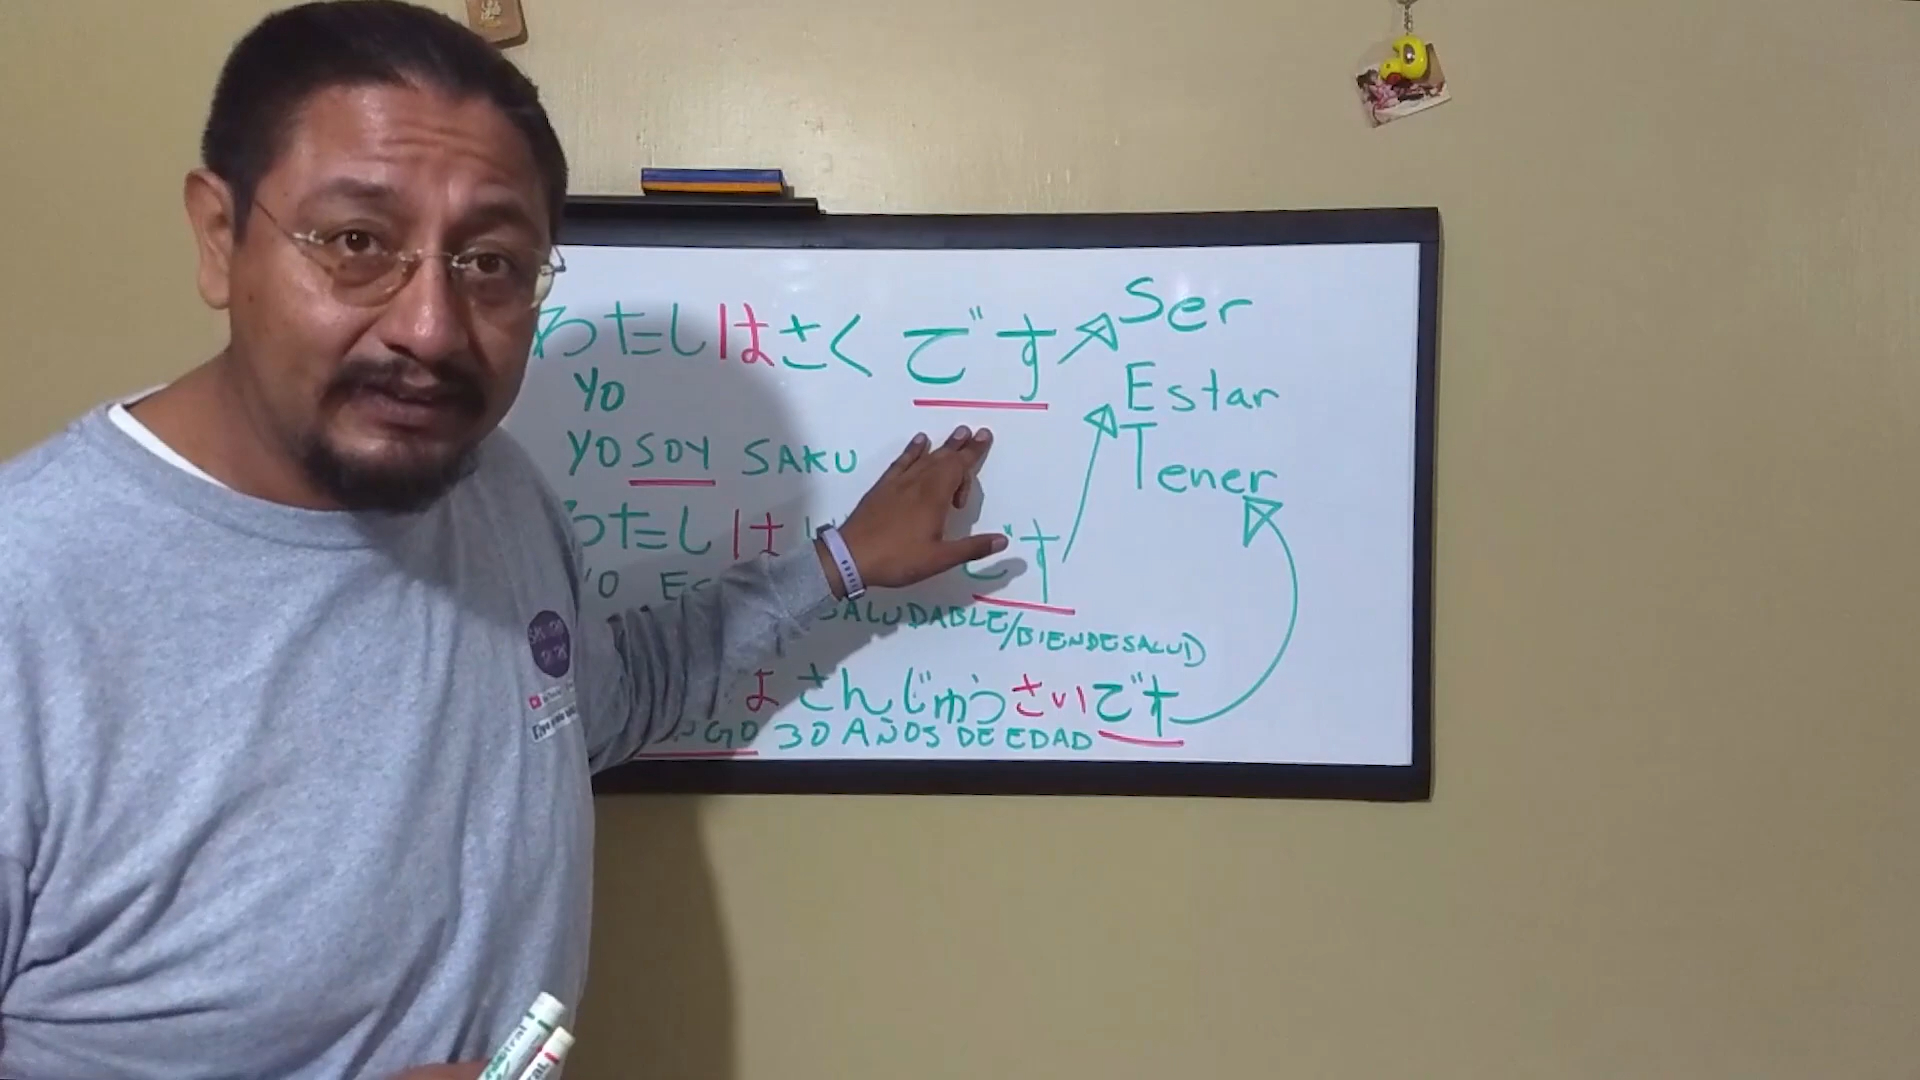 わたしはさくです Ser
YO Estar
YO SOY SAKU Tener
わたしは です
SALUDABLE/BIEN DE SALUD
さんじゅうさいです
30 AÑOS DE EDAD